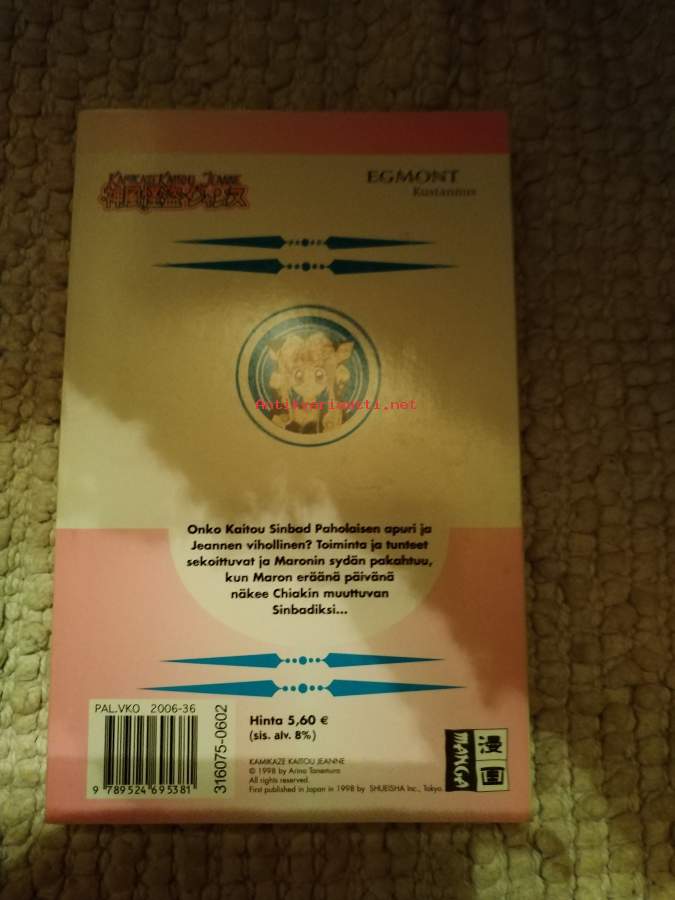 KAMIKAZE KAITOU JEANNE
神風怪盗ジャンヌ
EGMONT
Kustannus
Antikvariaatti.net
Onko Kaitou Sinbad Paholaisen apuri ja
Jeannen vihollinen? Toiminta ja tunteet
sekoittuvat ja Maronin sydän pakahtuu,
kun Maron eräänä päivänä
näkee Chiakin muuttuvan
Sinbadiksi...
PAL.VKO 2006-36
9 789524 695381
316075-0602
Hinta 5,60 €
(sis. alv. 8%)
KAMIKAZE KAITOU JEANNE
© 1998 by Arina Tanemura
All rights reserved.
First published in Japan in 1998 by SHUEISHA Inc., Tokyo.
MANGA
漫画